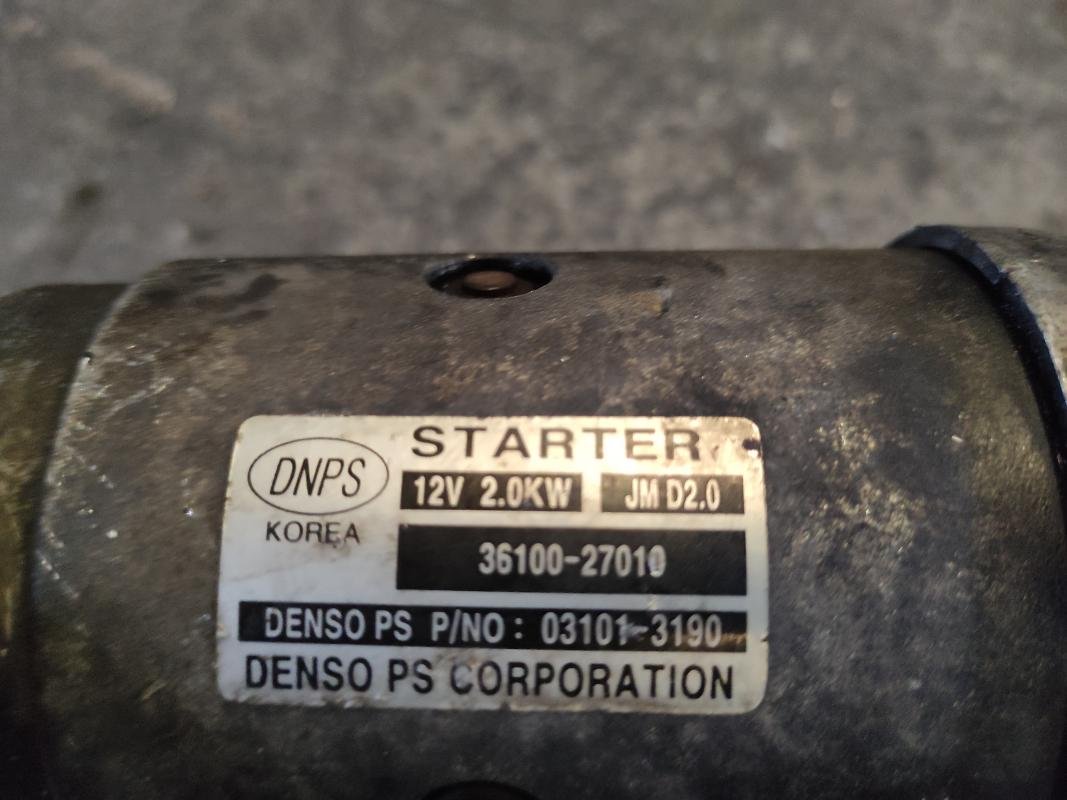 STARTER
DNPS
12V 2.0KW
JM D2.0
KOREA
36100-27010
DENSO PS P/NO : 03101-3190
DENSO PS CORPORATION